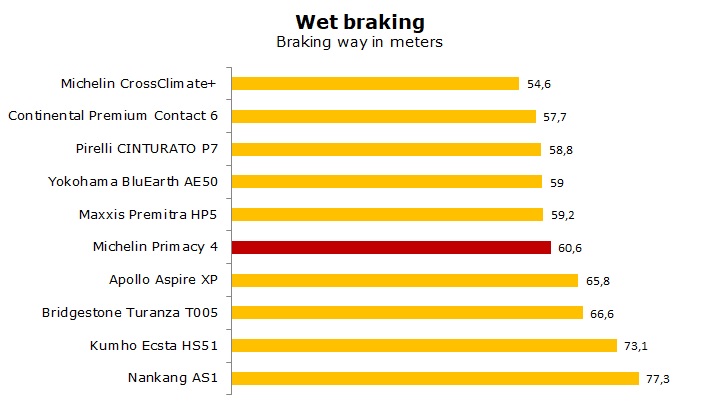 Wet braking
Braking way in meters
Michelin CrossClimate+ 54,6
Continental Premium Contact 6 57,7
Pirelli CINTURATO P7 58,8
Yokohama BluEarth AE50 59
Maxxis Premitra HP5 59,2
Michelin Primacy 4 60,6
Apollo Aspire XP 65,8
Bridgestone Turanza T005 66,6
Kumho Ecsta HS51 73,1
Nankang AS1 77,3